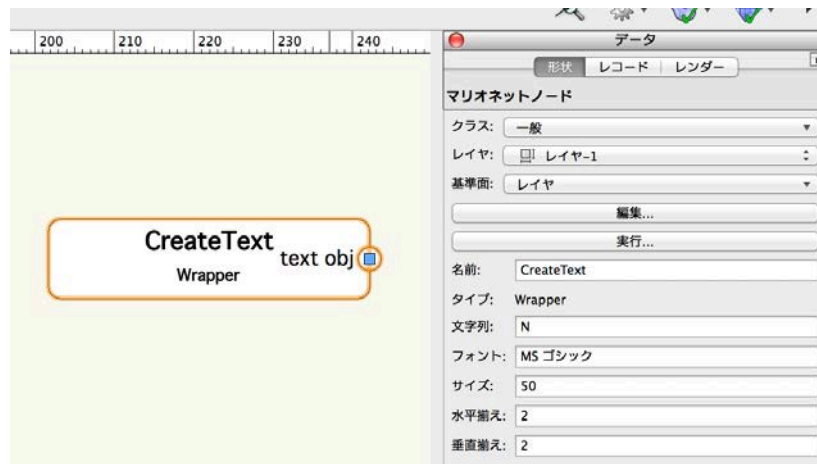 200 210 220 230 240
CreateText
Wrapper
text obj
データ
形状 レコード レンダー
マリオネットノード
クラス: 一般
レイヤ: レイヤ-1
基準面: レイヤ
編集...
実行...
名前: CreateText
タイプ: Wrapper
文字列: N
フォント: MS ゴシック
サイズ: 50
水平揃え: 2
垂直揃え: 2